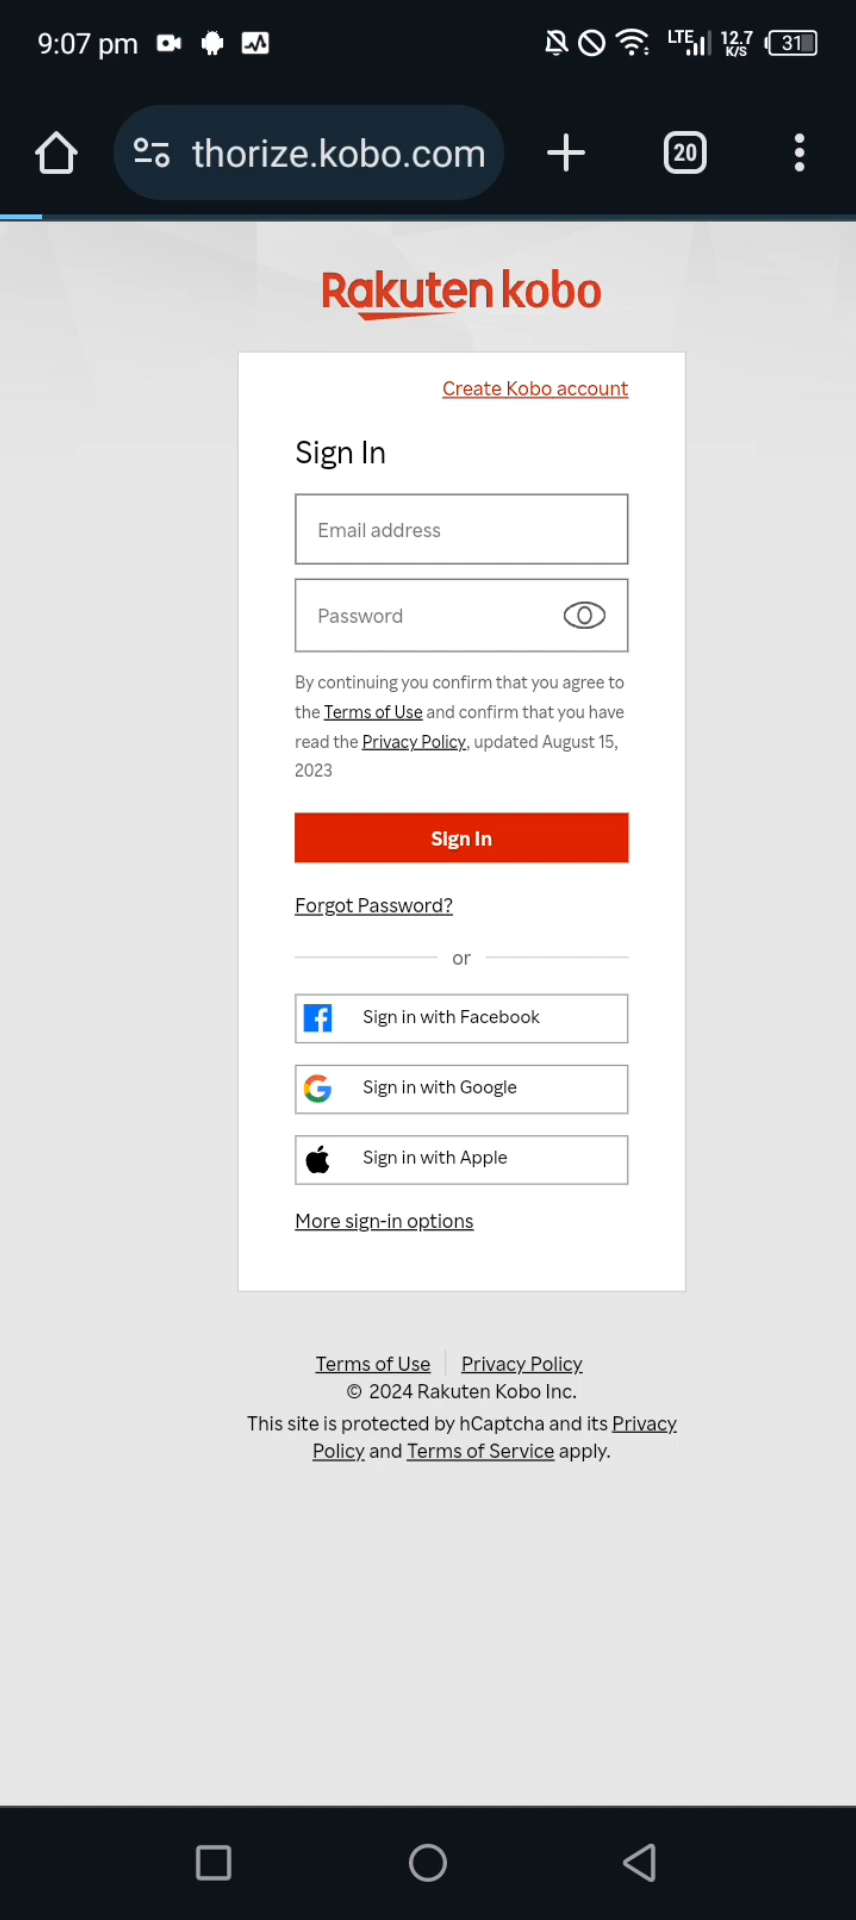 9:07 pm LTE 12.7 K/S 31
thorize.kobo.com 20
Rakuten kobo
Create Kobo account
Sign In
Email address
Password
By continuing you confirm that you agree to
the Terms of Use and confirm that you have
read the Privacy Policy, updated August 15,
2023
Sign In
Forgot Password?
or
Sign in with Facebook
Sign in with Google
Sign in with Apple
More sign-in options
Terms of Use Privacy Policy
© 2024 Rakuten Kobo Inc.
This site is protected by hCaptcha and its Privacy
Policy and Terms of Service apply.